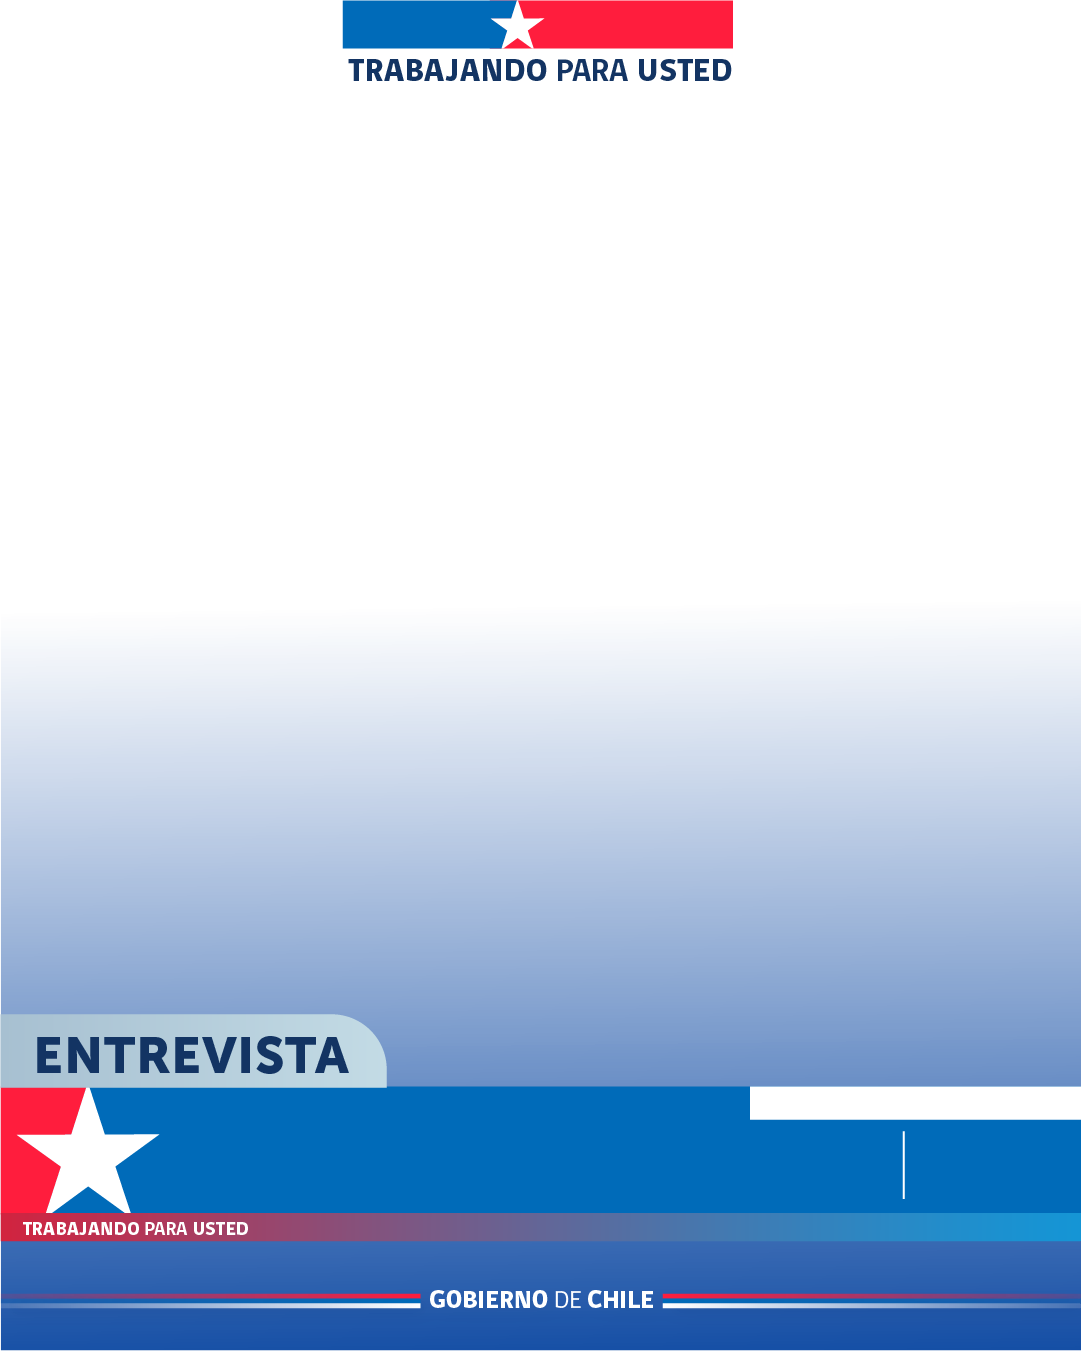 TRABAJANDO PARA USTED
ENTREVISTA
TRABAJANDO PARA USTED
GOBIERNO DE CHILE